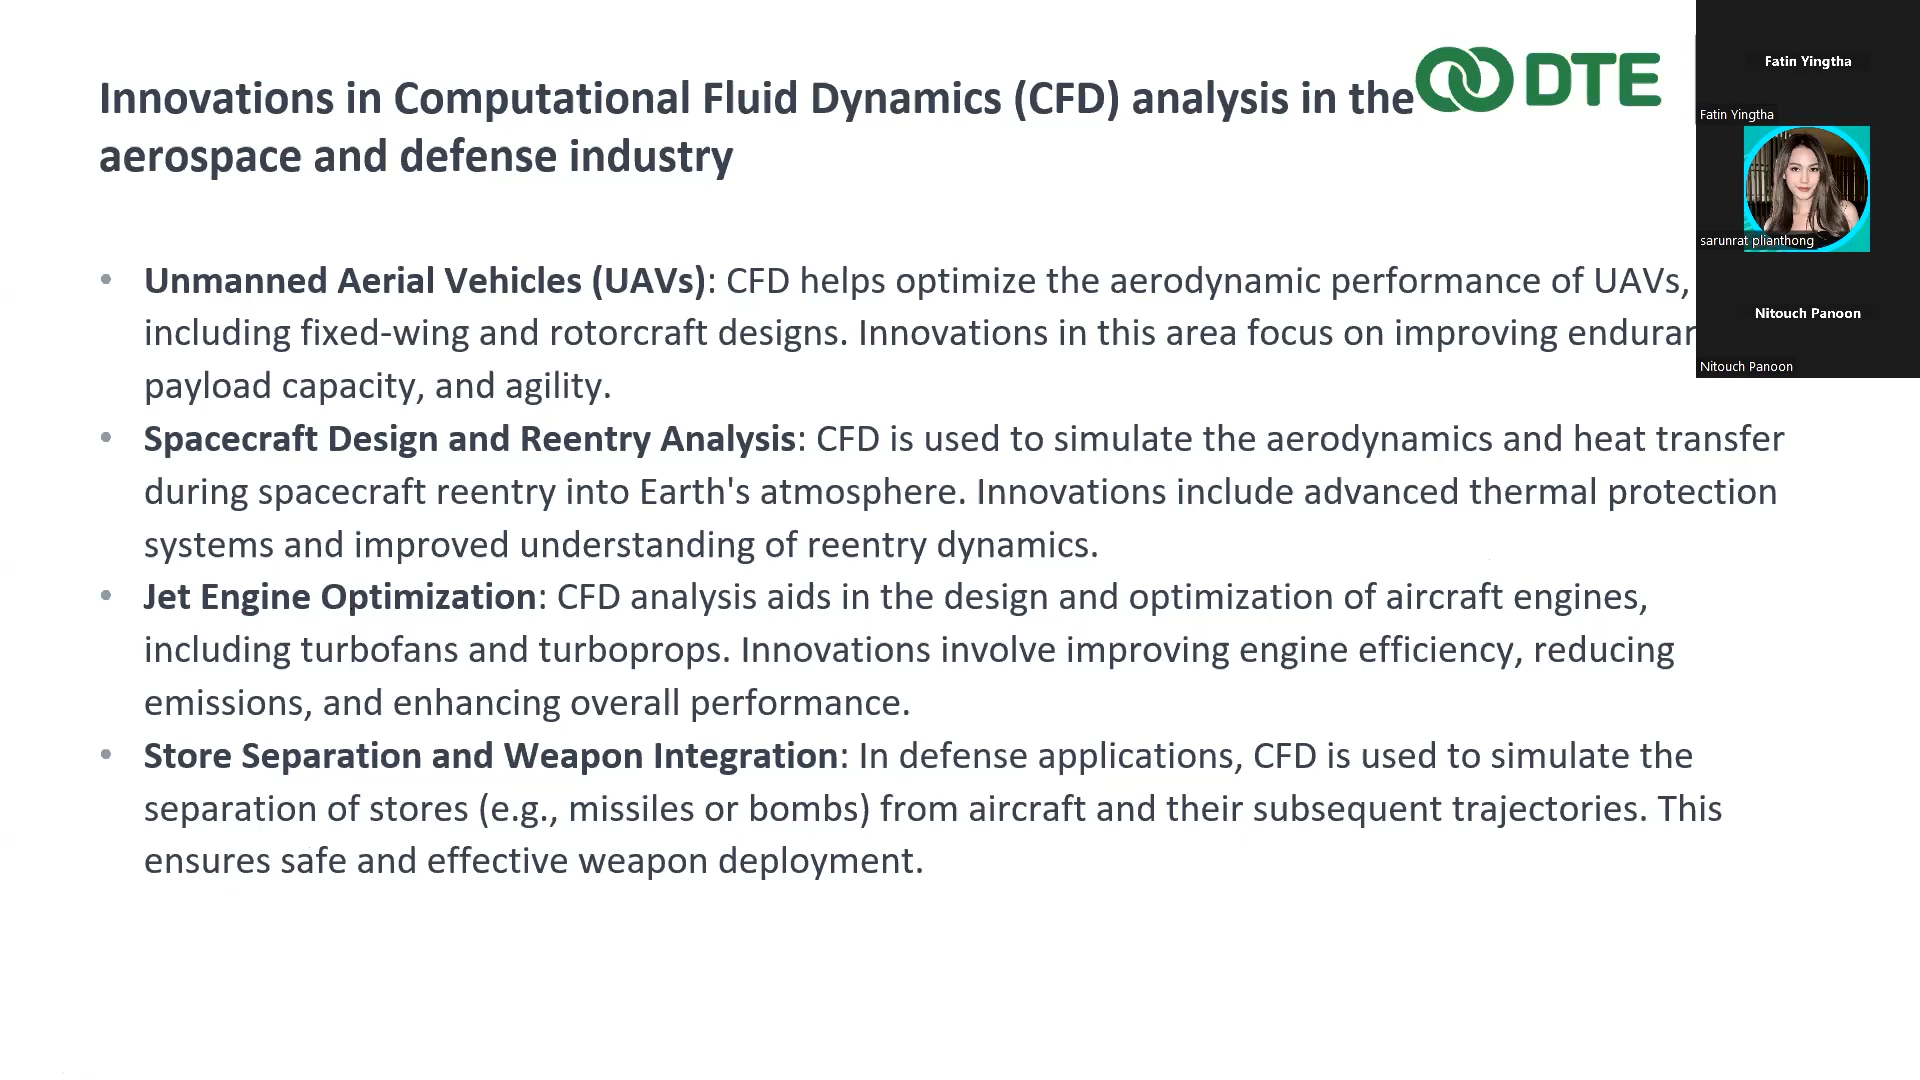 Innovations in Computational Fluid Dynamics (CFD) analysis in the
aerospace and defense industry
DTE
• Unmanned Aerial Vehicles (UAVs): CFD helps optimize the aerodynamic performance of UAVs,
including fixed-wing and rotorcraft designs. Innovations in this area focus on improving
payload capacity, and agility.
• Spacecraft Design and Reentry Analysis: CFD is used to simulate the aerodynamics and heat transfer
during spacecraft reentry into Earth's atmosphere. Innovations include advanced thermal protection
systems and improved understanding of reentry dynamics.
• Jet Engine Optimization: CFD analysis aids in the design and optimization of aircraft engines,
including turbofans and turboprops. Innovations involve improving engine efficiency, reducing
emissions, and enhancing overall performance.
• Store Separation and Weapon Integration: In defense applications, CFD is used to simulate the
separation of stores (e.g., missiles or bombs) from aircraft and their subsequent trajectories. This
ensures safe and effective weapon deployment.
Fatin Yingtha
Fatin Yingtha
sarunrat plianthong
Nitouch Panoon
Nitouch Panoon